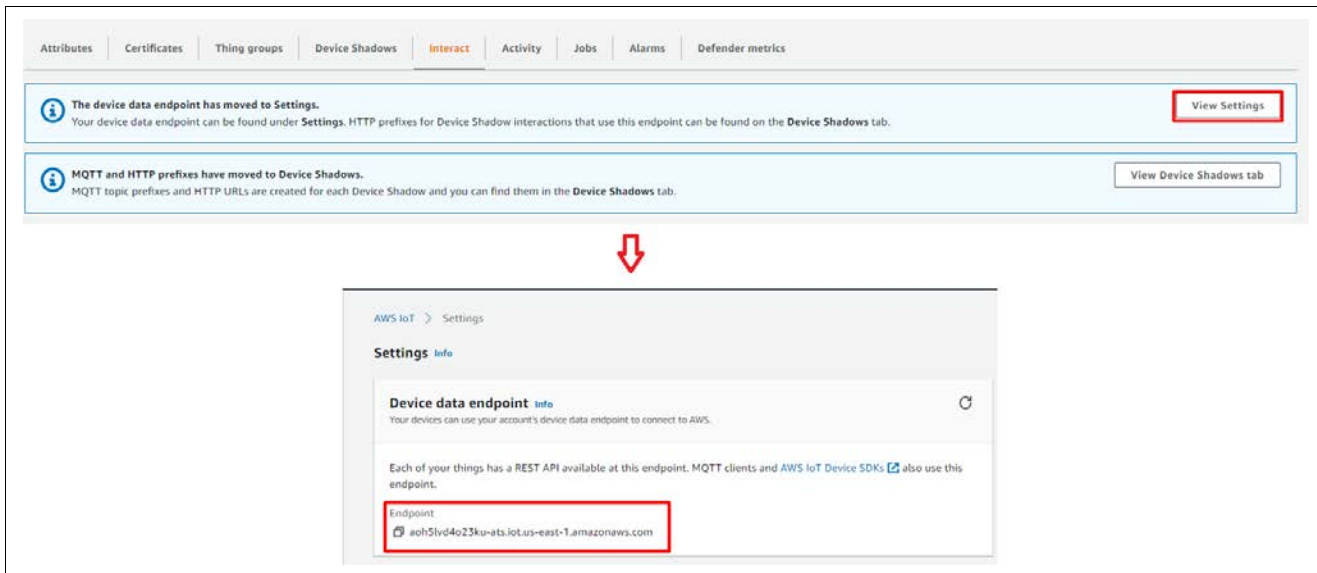 Attributes Certificates Thing groups Device Shadows Interact Activity Jobs Alarms Defender metrics
The device data endpoint has moved to Settings. View Settings
Your device data endpoint can be found under Settings. HTTP prefixes for Device Shadow interactions that use this endpoint can be found on the Device Shadows tab.
MQTT and HTTP prefixes have moved to Device Shadows. View Device Shadows tab
MQTT topic prefixes and HTTP URLs are created for each Device Shadow and you can find them in the Device Shadows tab.
AWS IoT > Settings
Settings Info
Device data endpoint Info
Your devices can use your account's device data endpoint to connect to AWS.
Each of your things has a REST API available at this endpoint. MQTT clients and AWS IoT Device SDKs also use this
endpoint.
Endpoint
aoh5lvd4o23ku-ats.iot.us-east-1.amazonaws.com